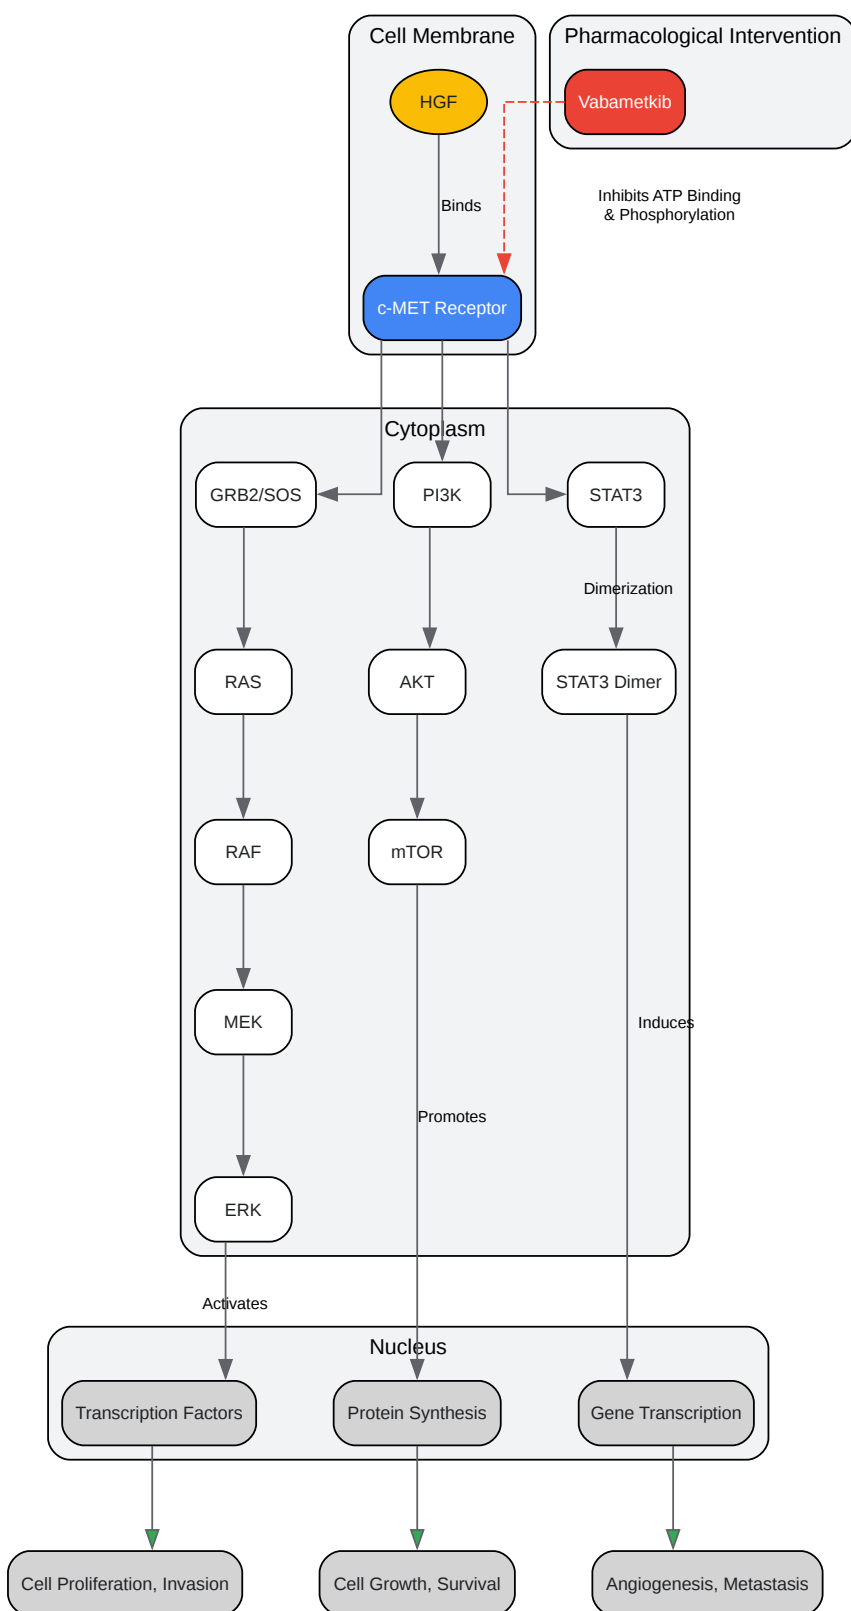 Cell Membrane
Pharmacological Intervention
HGF
Vabametkib
Binds
Inhibits ATP Binding
& Phosphorylation
c-MET Receptor
Cytoplasm
GRB2/SOS
PI3K
STAT3
Dimerization
RAS
AKT
STAT3 Dimer
RAF
mTOR
MEK
Induces
Promotes
ERK
Activates
Nucleus
Transcription Factors
Protein Synthesis
Gene Transcription
Cell Proliferation, Invasion
Cell Growth, Survival
Angiogenesis, Metastasis